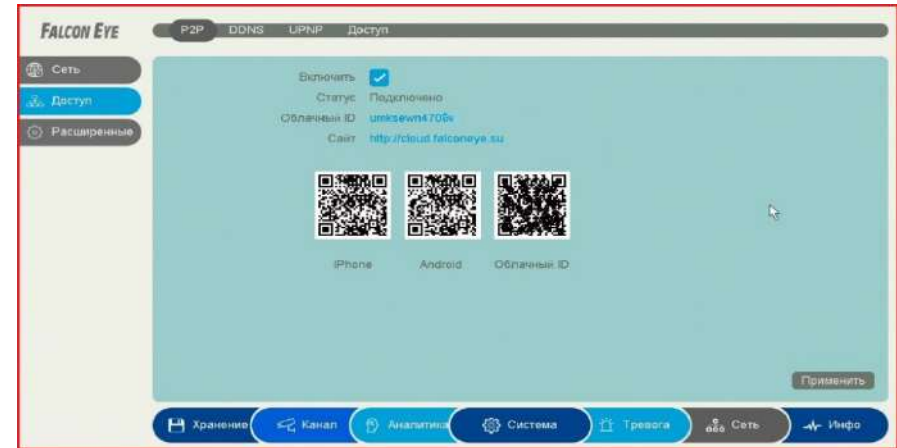 FALCON EYE
P2P DDNS UPNP Доступ
Сеть
Доступ
Расширенные
Включить
Статус Подключено
Облачный ID umksewn4709v
Сайт http://cloud.falconeye.su
iPhone Android Облачный ID
Применить
Хранение Канал Аналитика Система Тревога Сеть Инфо